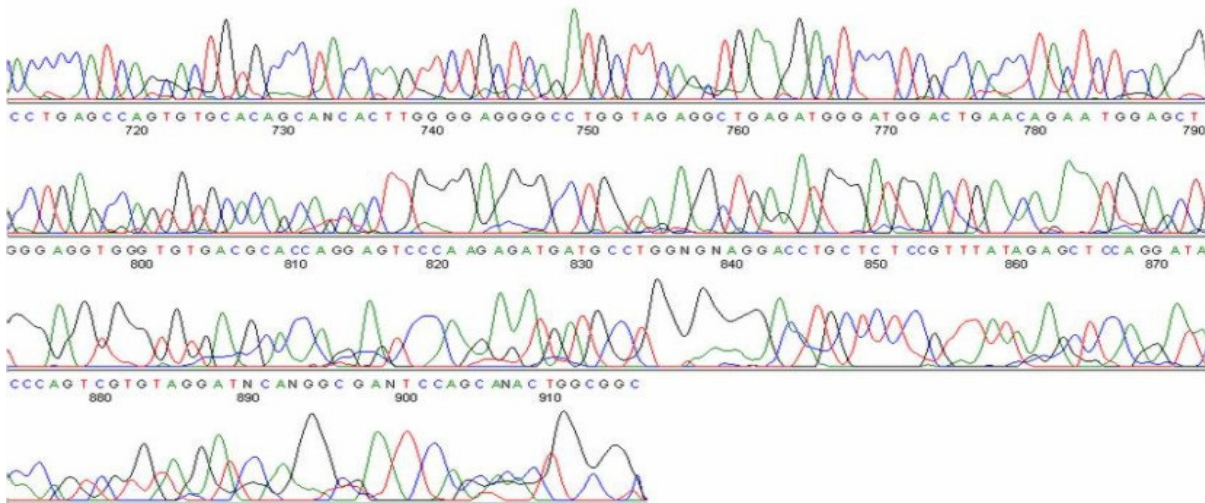 CCTGAGCCAGTGTGCACAGCANCACTTGGGGAGGGGCCTGGTAGAGGCTGAGATGGGATGGACTGAACAGAATGGAGCT
720 730 740 750 760 770 780 790
GGGAGGTGGGTGTGACGCACCAGGAGTCCCAAGAGATGATGCCTGGNGNAGGACCTGCTCTCCGTTTATAGAGCTCCAGGATA
800 810 820 830 840 850 860 870
CCCAGTCGTGTAGGATNCANGGCGANTCCAGCANACTGGCGGC
880 890 900 910